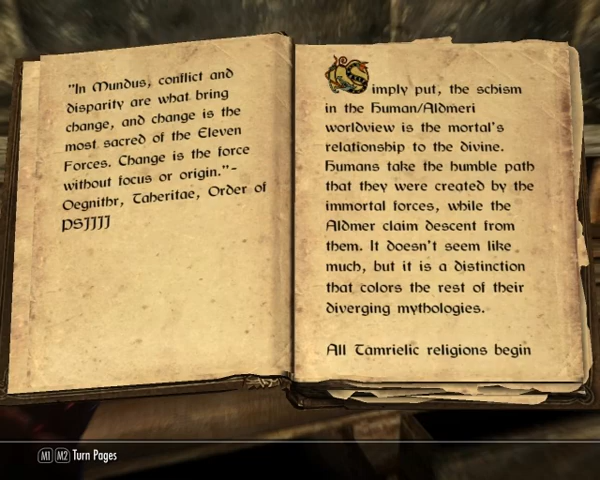 "In Mundus, conflict and
disparity are what bring
change, and change is the
most sacred of the Eleven
Forces. Change is the force
without focus or origin."-
Oegnithr, Taheritae, Order of
PSJJJJ
Simply put, the schism
in the Human/Aldmeri
worldview is the mortal's
relationship to the divine.
Humans take the humble path
that they were created by the
immortal forces, while the
Aldmer claim descent from
them. It doesn't seem like
much, but it is a distinction
that colors the rest of their
diverging mythologies.
All Tamrielic religions begin
M1 M2 Turn Pages